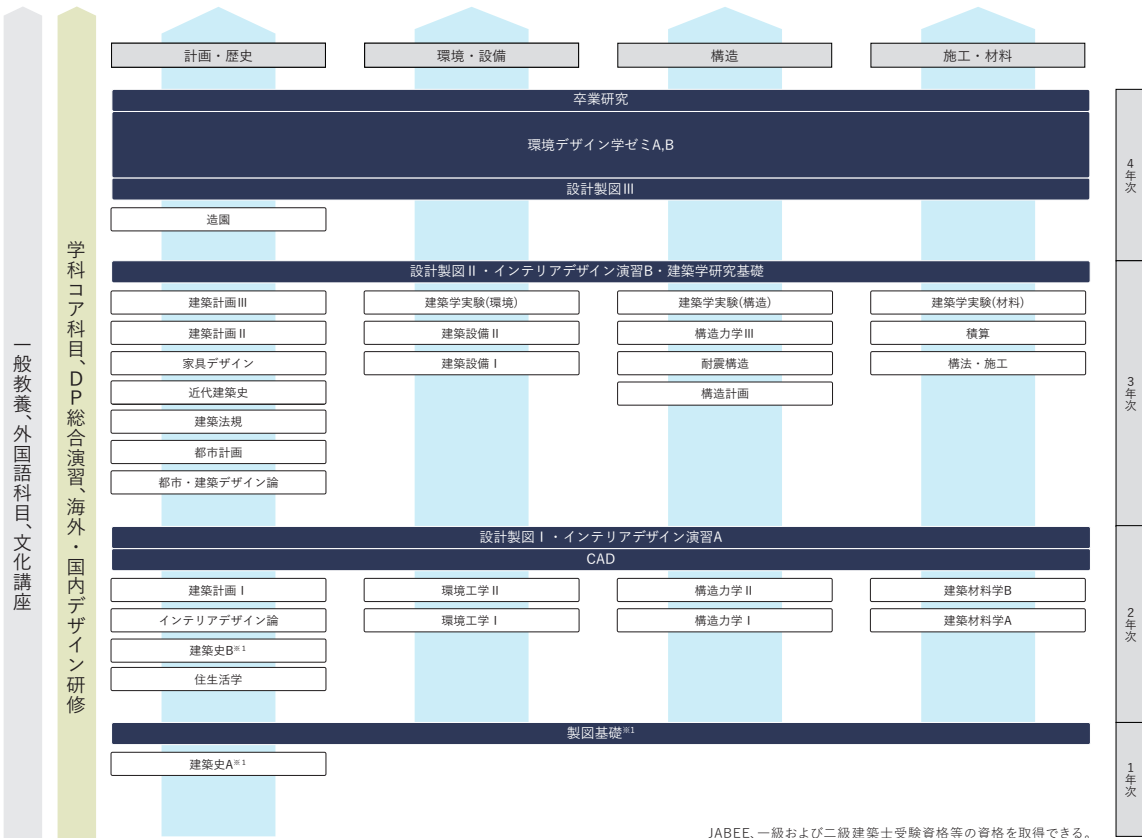 計画・歴史
環境・設備
構造
施工・材料
卒業研究
環境デザイン学ゼミA,B
設計製図Ⅲ
造園
4年次
設計製図Ⅱ・インテリアデザイン演習B・建築学研究基礎
建築計画Ⅲ
建築学実験(環境)
建築学実験(構造)
建築学実験(材料)
建築計画Ⅱ
建築設備Ⅱ
構造力学Ⅲ
積算
家具デザイン
建築設備Ⅰ
耐震構造
構法・施工
近代建築史
構造計画
建築法規
都市計画
都市・建築デザイン論
3年次
設計製図Ⅰ・インテリアデザイン演習A
CAD
建築計画Ⅰ
環境工学Ⅱ
構造力学Ⅱ
建築材料学B
インテリアデザイン論
環境工学Ⅰ
構造力学Ⅰ
建築材料学A
建築史B※1
住生活学
2年次
製図基礎※1
建築史A※1
1年次
一般教養、外国語科目、文化講座
学科コア科目、DP総合演習、海外・国内デザイン研修
JABEE、一級および二級建築士受験資格等の資格を取得できる。